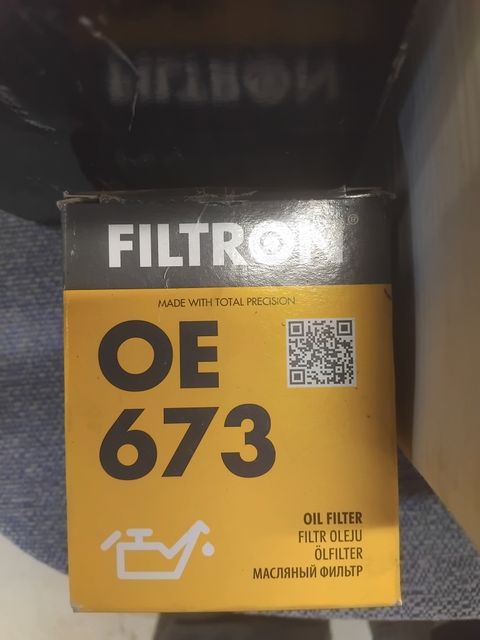 FILTRON®
MADE WITH TOTAL PRECISION
OE
673
OIL FILTER
FILTR OLEJU
ÖLFILTER
МАСЛЯНЫЙ ФИЛЬТР